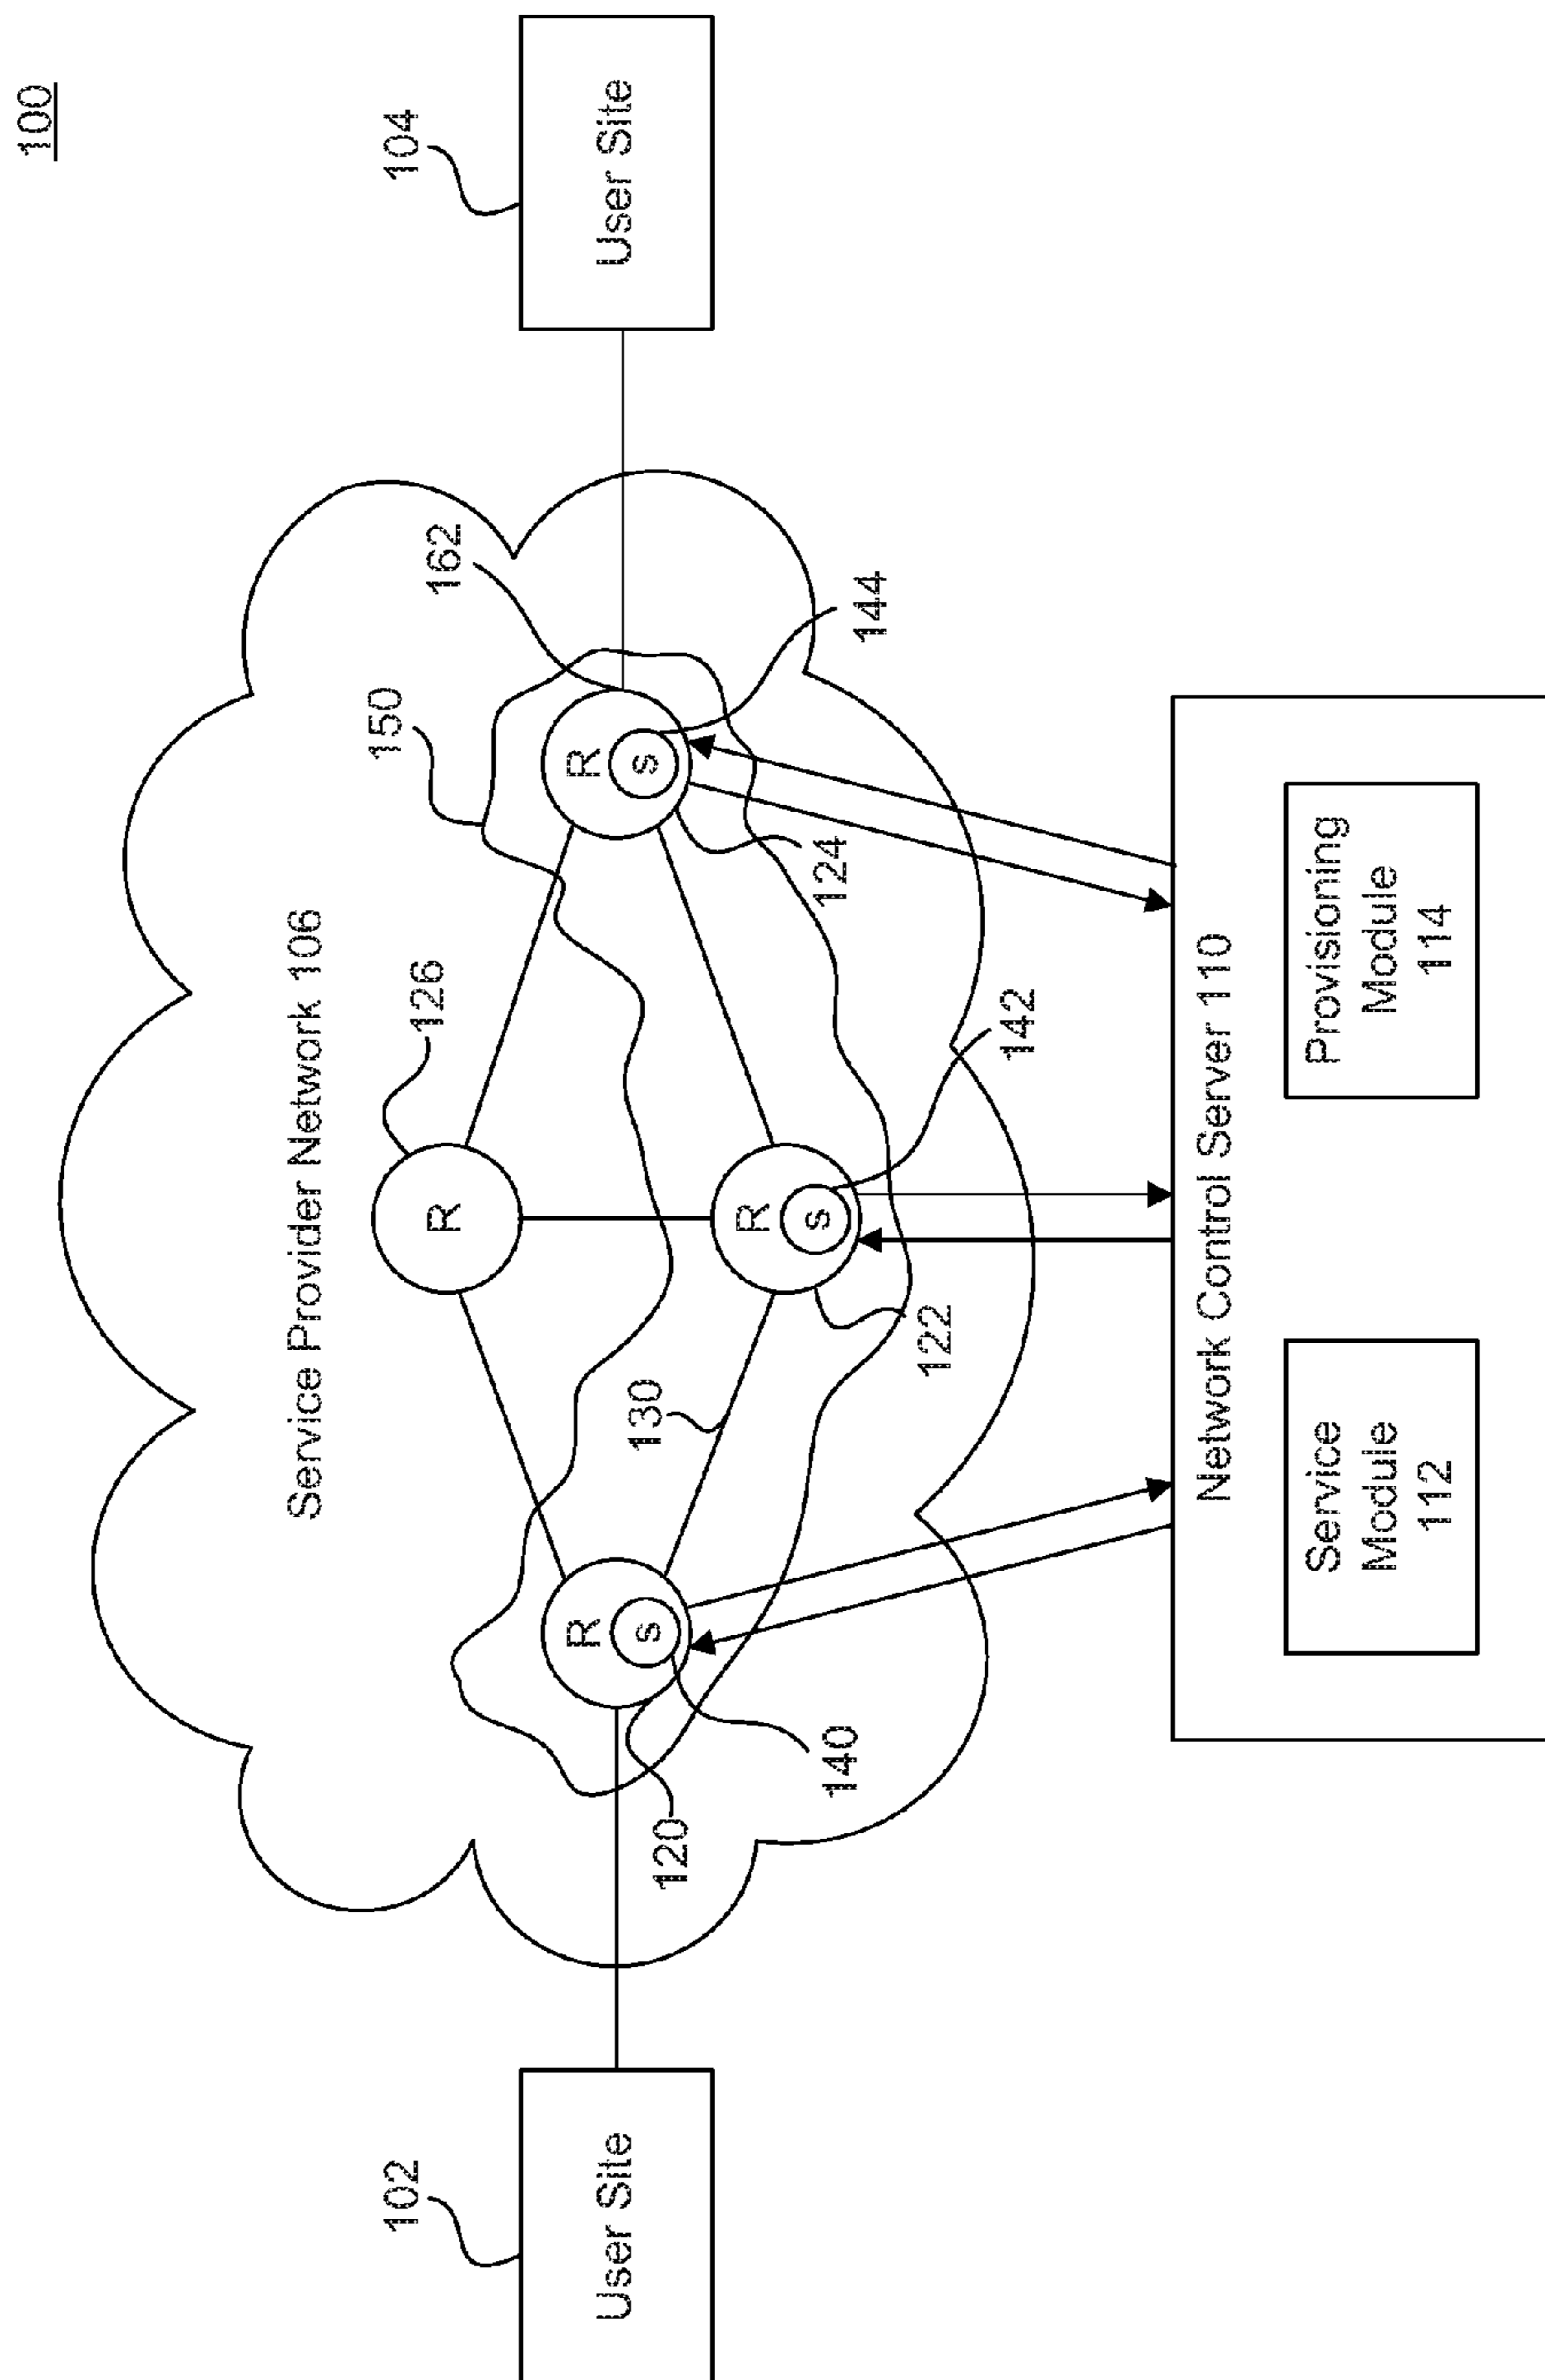 100
Service Provider Network 106
102
User Site
104
User Site
126
R
150
162
R
s
R
s
R
s
130
120
140
122
142
124
144
Network Control Server 110
Service
Module
112
Provisioning
Module
114